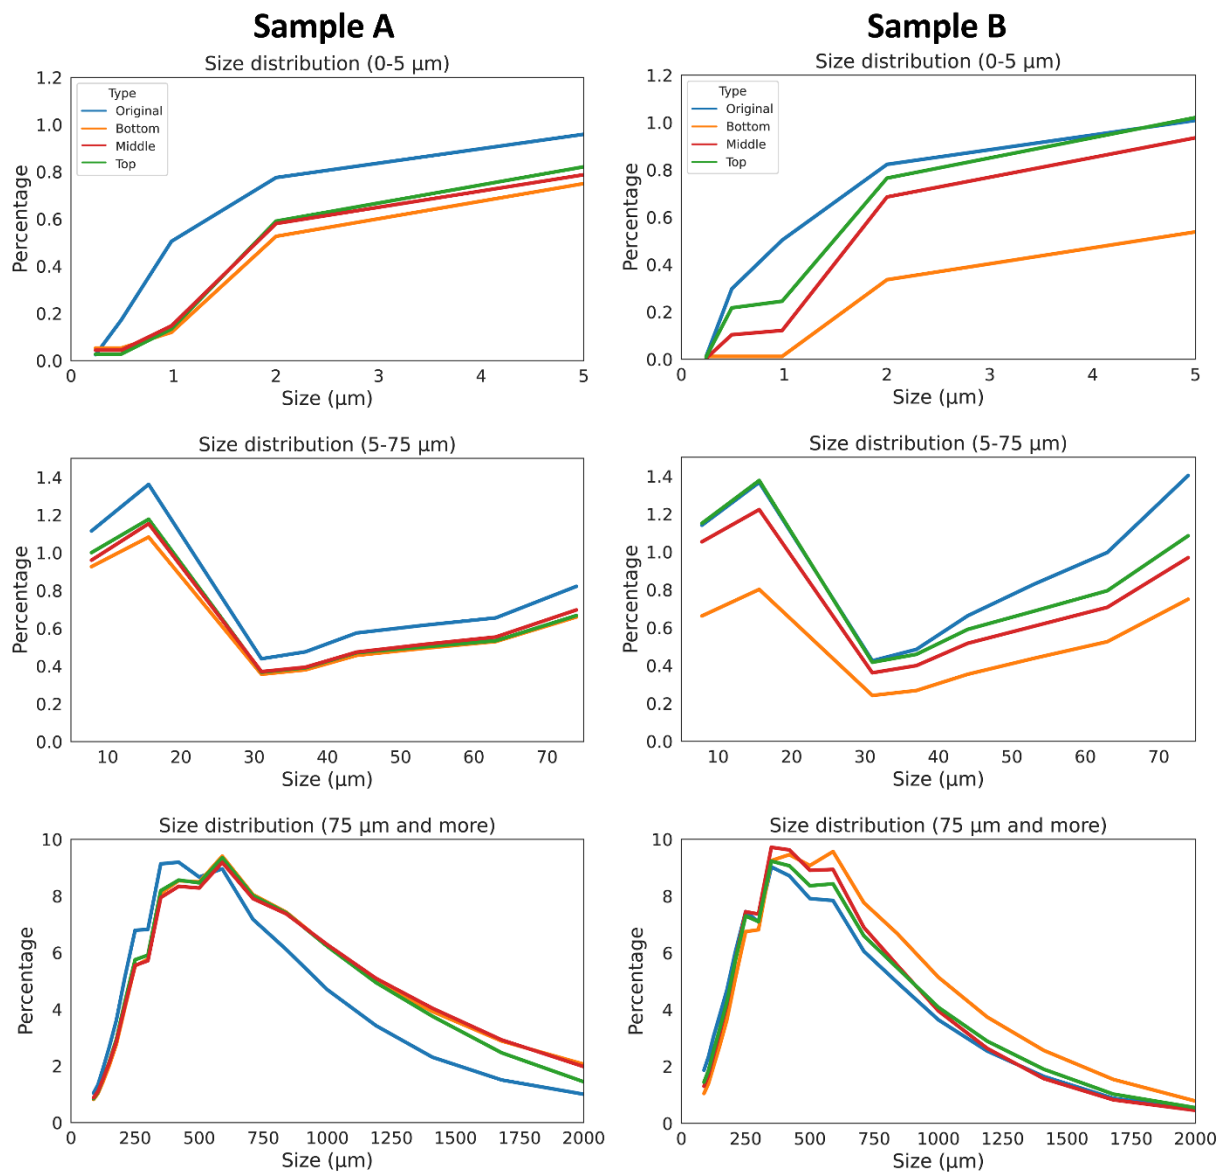 Sample A
Sample B
Size distribution (0-5 µm)
1.2
1.0
0.8
0.6
0.4
0.2
0.0
Percentage
Type
Original
Bottom
Middle
Top
0 1 2 3 4 5
Size (µm)
Size distribution (0-5 µm)
1.2
1.0
0.8
0.6
0.4
0.2
0.0
Percentage
Type
Original
Bottom
Middle
Top
0 1 2 3 4 5
Size (µm)
Size distribution (5-75 µm)
1.4
1.2
1.0
0.8
0.6
0.4
0.2
0.0
Percentage
10 20 30 40 50 60 70
Size (µm)
Size distribution (5-75 µm)
1.4
1.2
1.0
0.8
0.6
0.4
0.2
0.0
Percentage
10 20 30 40 50 60 70
Size (µm)
Size distribution (75 µm and more)
10
8
6
4
2
0
Percentage
0 250 500 750 1000 1250 1500 1750 2000
Size (µm)
Size distribution (75 µm and more)
10
8
6
4
2
0
Percentage
0 250 500 750 1000 1250 1500 1750 2000
Size (µm)